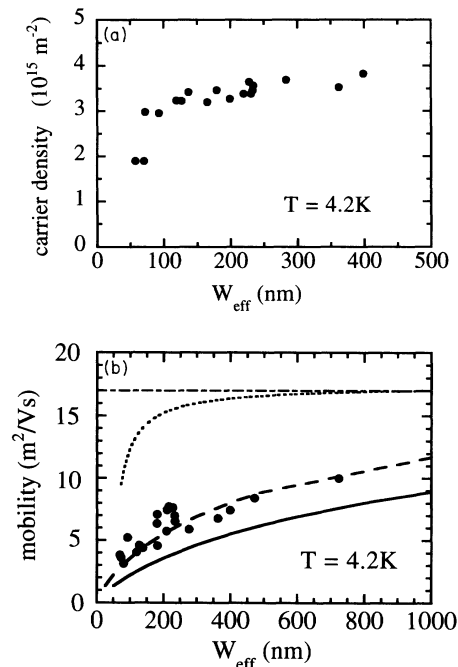 (a)
5
4
3
2
1
0
carrier density (10¹⁵ m⁻²)
T = 4.2K
0 100 200 300 400 500
W_eff (nm)
(b)
20
15
10
5
0
mobility (m²/Vs)
T = 4.2K
0 200 400 600 800 1000
W_eff (nm)